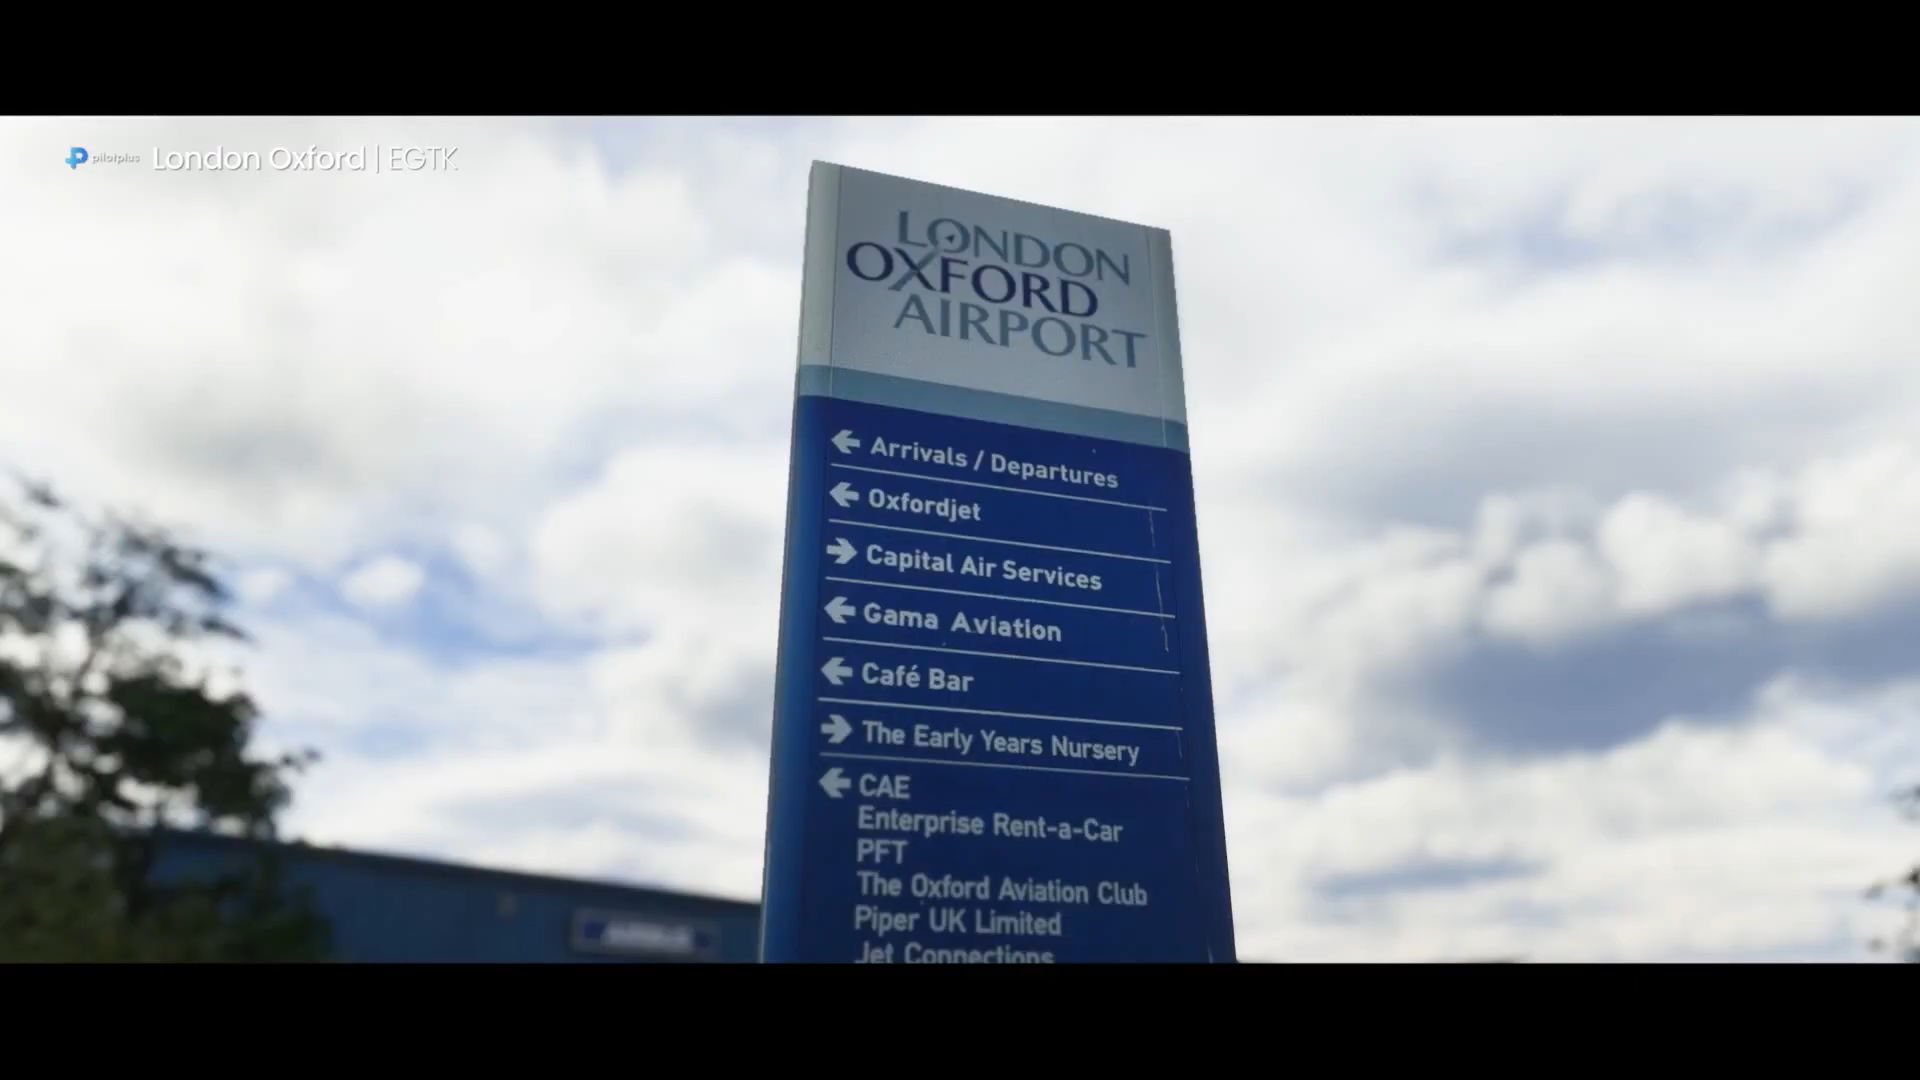 pilotplus London Oxford | EGTK
LONDON
OXFORD
AIRPORT
← Arrivals / Departures
← Oxfordjet
→ Capital Air Services
← Gama Aviation
← Café Bar
→ The Early Years Nursery
← CAE
Enterprise Rent-a-Car
PFT
The Oxford Aviation Club
Piper UK Limited
Jet Connections